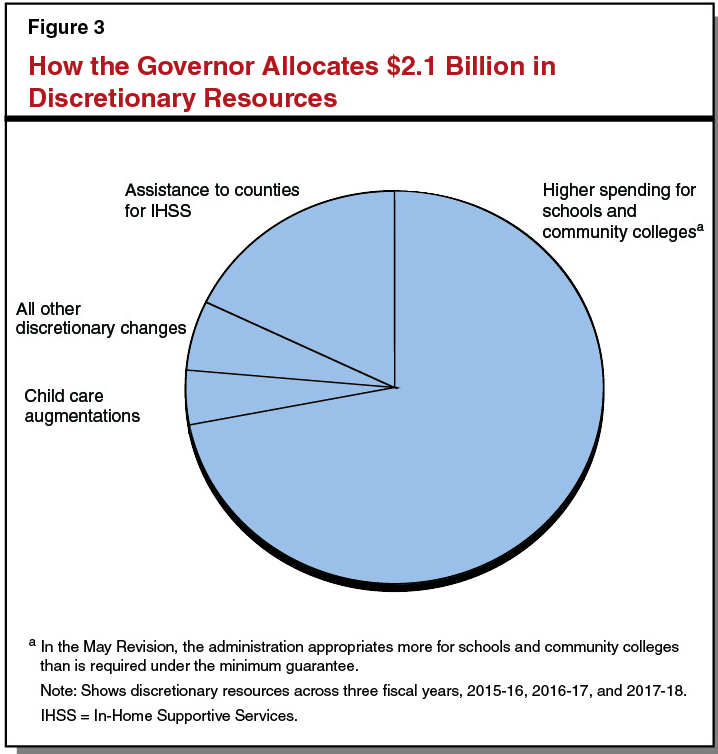 Figure 3
How the Governor Allocates $2.1 Billion in
Discretionary Resources
Assistance to counties
for IHSS
Higher spending for
schools and
community collegesᵃ
All other
discretionary changes
Child care
augmentations
ᵃ In the May Revision, the administration appropriates more for schools and community colleges
than is required under the minimum guarantee.
Note: Shows discretionary resources across three fiscal years, 2015-16, 2016-17, and 2017-18.
IHSS = In-Home Supportive Services.